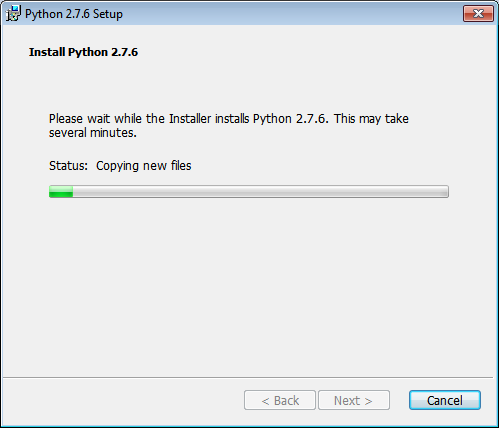 Python 2.7.6 Setup
Install Python 2.7.6
Please wait while the Installer installs Python 2.7.6. This may take
several minutes.
Status: Copying new files
< Back Next > Cancel